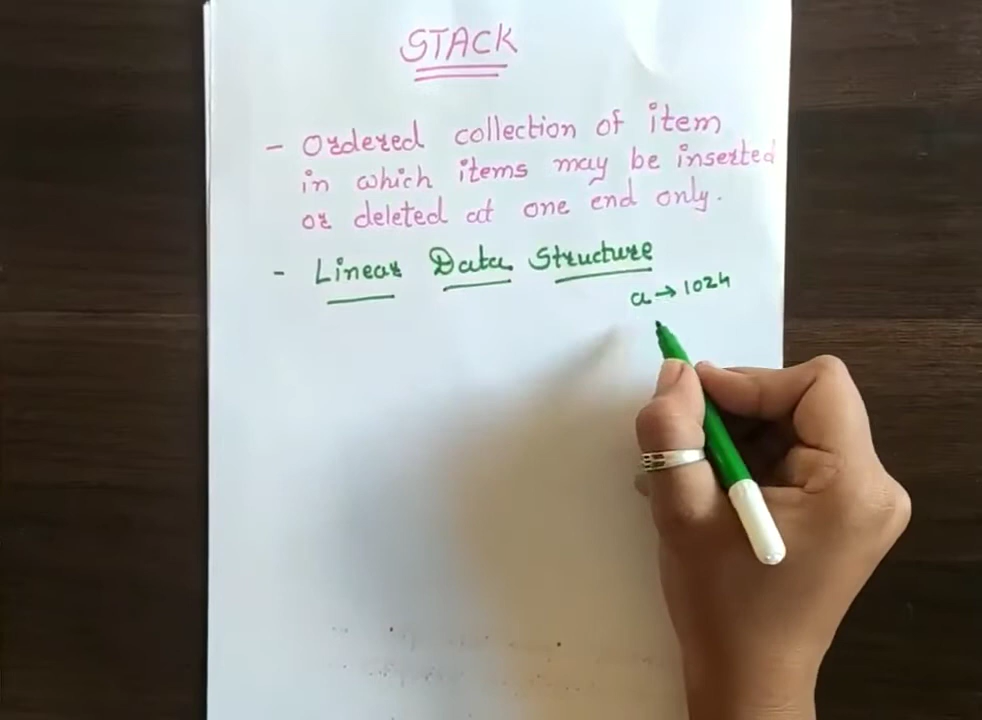 STACK
- Ordered collection of item
in which items may be inserted
or deleted at one end only.
- Linear Data Structure
a → 1024